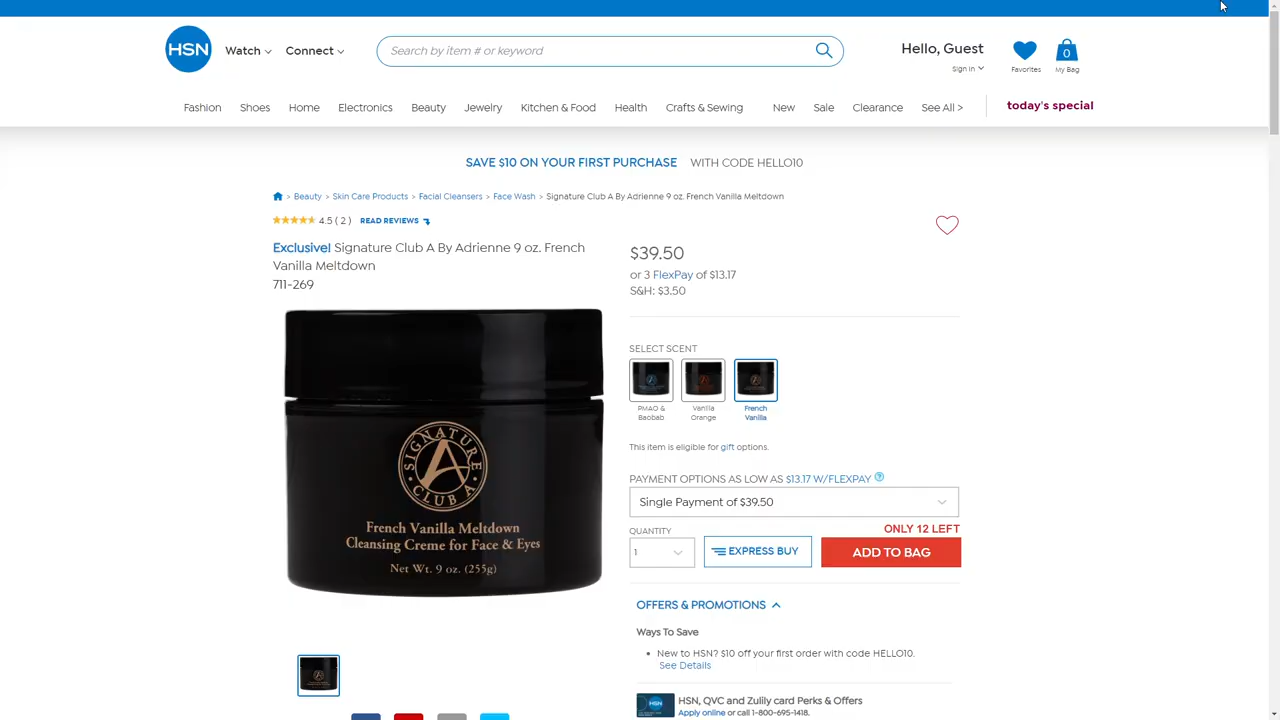 HSN
Watch
Connect
Search by item # or keyword
Hello, Guest
Sign In
Favorites
0
My Bag
Fashion
Shoes
Home
Electronics
Beauty
Jewelry
Kitchen & Food
Health
Crafts & Sewing
New
Sale
Clearance
See All >
today's special
SAVE $10 ON YOUR FIRST PURCHASE WITH CODE HELLO10
> Beauty > Skin Care Products > Facial Cleansers > Face Wash > Signature Club A By Adrienne 9 oz. French Vanilla Meltdown
4.5 ( 2 ) READ REVIEWS
Exclusive! Signature Club A By Adrienne 9 oz. French
Vanilla Meltdown
711-269
SIGNATURE
A
CLUB A
French Vanilla Meltdown
Cleansing Creme for Face & Eyes
Net Wt. 9 oz. (255g)
$39.50
or 3 FlexPay of $13.17
S&H: $3.50
SELECT SCENT
PMAO &
Baobab
Vanilla
Orange
French
Vanilla
This item is eligible for gift options.
PAYMENT OPTIONS AS LOW AS $13.17 W/FLEXPAY ?
Single Payment of $39.50
QUANTITY
ONLY 12 LEFT
1
EXPRESS BUY
ADD TO BAG
OFFERS & PROMOTIONS
Ways To Save
• New to HSN? $10 off your first order with code HELLO10.
See Details
HSN
HSN, QVC and Zulily card Perks & Offers
Apply online or call 1-800-695-1418.